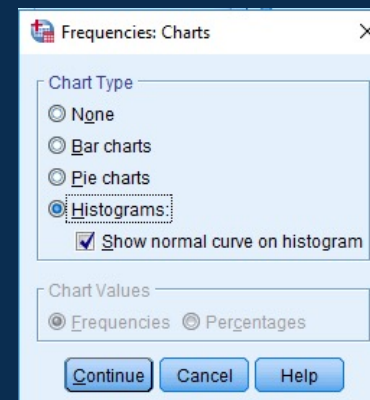 Frequencies: Charts
Chart Type
None
Bar charts
Pie charts
Histograms:
Show normal curve on histogram
Chart Values
Frequencies Percentages
Continue Cancel Help